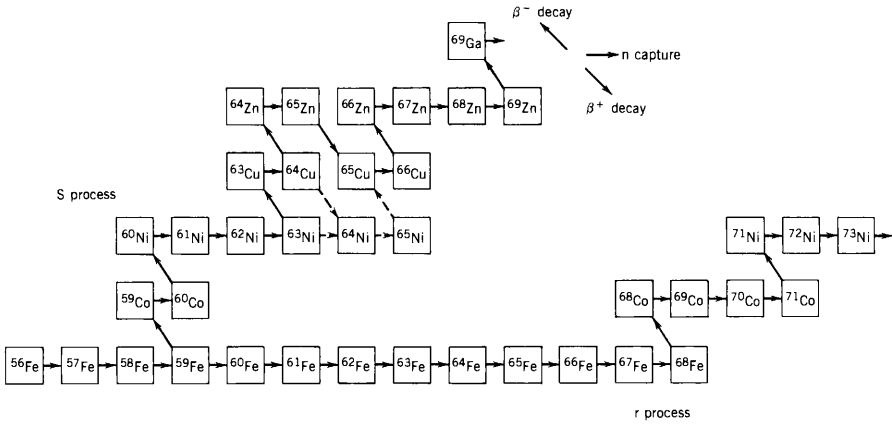 β⁻ decay
⁶⁹Ga
n capture
⁶⁴Zn ⁶⁵Zn ⁶⁶Zn ⁶⁷Zn ⁶⁸Zn ⁶⁹Zn
β⁺ decay
⁶³Cu ⁶⁴Cu ⁶⁵Cu ⁶⁶Cu
S process
⁶⁰Ni ⁶¹Ni ⁶²Ni ⁶³Ni ⁶⁴Ni ⁶⁵Ni ⁷¹Ni ⁷²Ni ⁷³Ni
⁵⁹Co ⁶⁰Co ⁶⁸Co ⁶⁹Co ⁷⁰Co ⁷¹Co
⁵⁶Fe ⁵⁷Fe ⁵⁸Fe ⁵⁹Fe ⁶⁰Fe ⁶¹Fe ⁶²Fe ⁶³Fe ⁶⁴Fe ⁶⁵Fe ⁶⁶Fe ⁶⁷Fe ⁶⁸Fe
r process